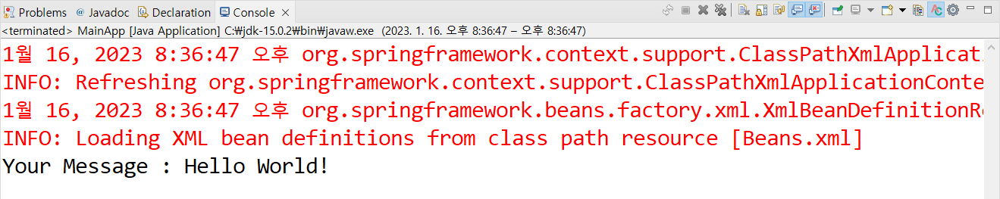 Problems @ Javadoc Declaration Console
<terminated> MainApp [Java Application] C:₩jdk-15.0.2₩bin₩javaw.exe (2023. 1. 16. 오후 8:36:47 – 오후 8:36:47)
1월 16, 2023 8:36:47 오후 org.springframework.context.support.ClassPathXmlApplicati
INFO: Refreshing org.springframework.context.support.ClassPathXmlApplicationConte
1월 16, 2023 8:36:47 오후 org.springframework.beans.factory.xml.XmlBeanDefinitionRe
INFO: Loading XML bean definitions from class path resource [Beans.xml]
Your Message : Hello World!